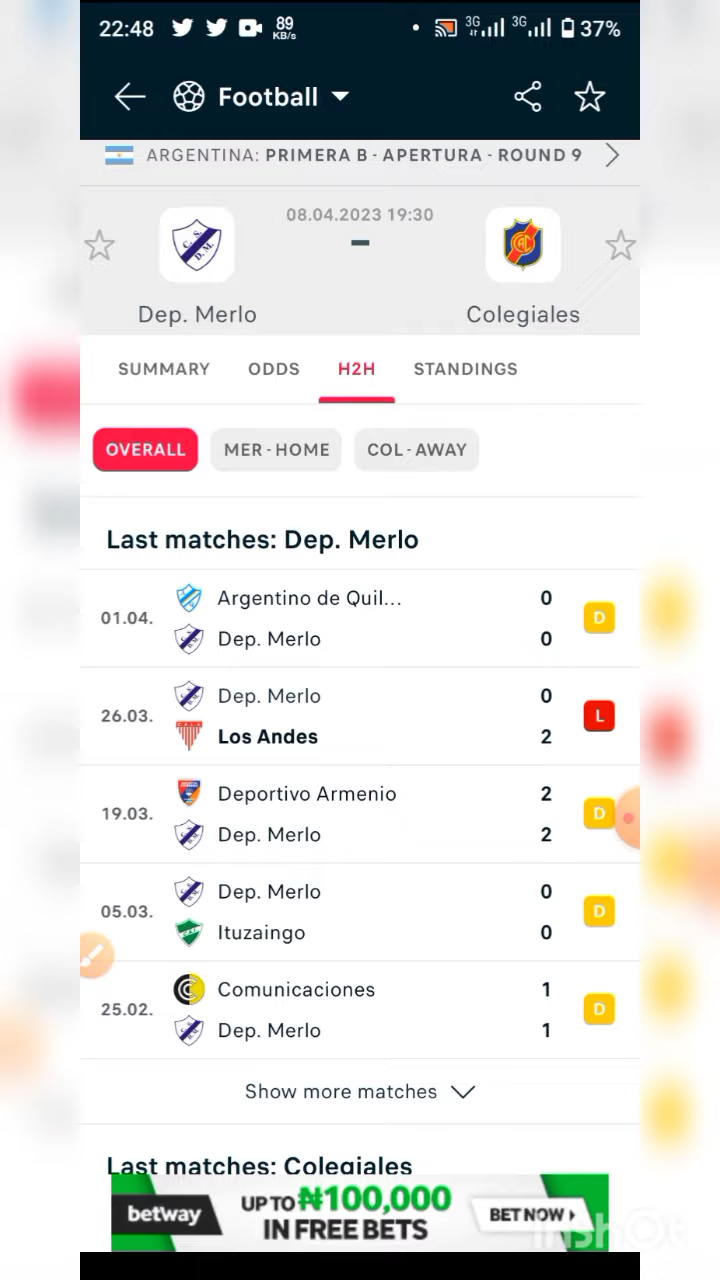 22:48 89 KB/s 3G 3G 37%
Football
ARGENTINA: PRIMERA B - APERTURA - ROUND 9
08.04.2023 19:30
-
Dep. Merlo Colegiales
SUMMARY ODDS H2H STANDINGS
OVERALL MER - HOME COL - AWAY
Last matches: Dep. Merlo
01.04. Argentino de Quil... 0 D
Dep. Merlo 0
26.03. Dep. Merlo 0 L
Los Andes 2
19.03. Deportivo Armenio 2 D
Dep. Merlo 2
05.03. Dep. Merlo 0 D
Ituzaingo 0
25.02. Comunicaciones 1 D
Dep. Merlo 1
Show more matches
Last matches: Colegiales
betway UP TO ₦100,000 IN FREE BETS BET NOW
InShOt